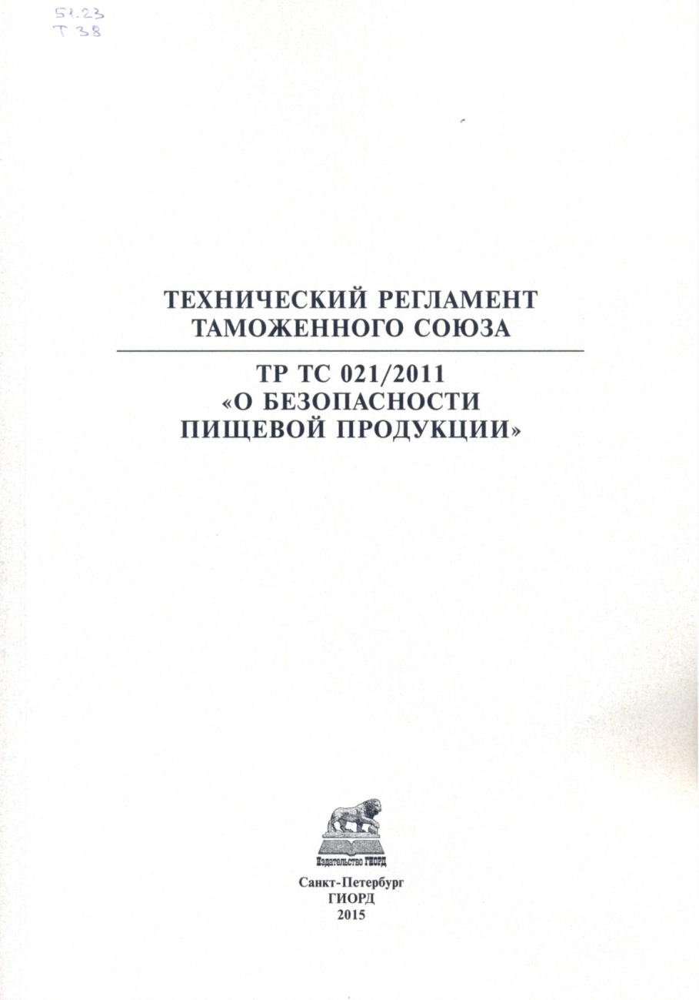 51.23
Т 38
ТЕХНИЧЕСКИЙ РЕГЛАМЕНТ
ТАМОЖЕННОГО СОЮЗА
ТР ТС 021/2011
«О БЕЗОПАСНОСТИ
ПИЩЕВОЙ ПРОДУКЦИИ»
Издательство ГИОРД
Санкт-Петербург
ГИОРД
2015